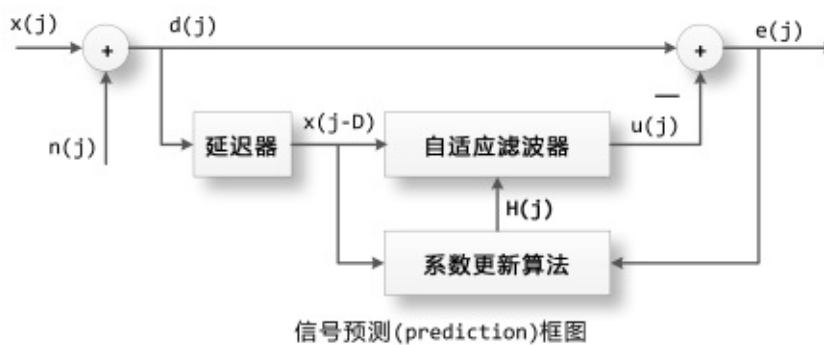 x(j)
d(j)
e(j)
+
+
n(j)
延迟器
x(j-D)
自适应滤波器
u(j)
—
H(j)
系数更新算法
信号预测(prediction)框图